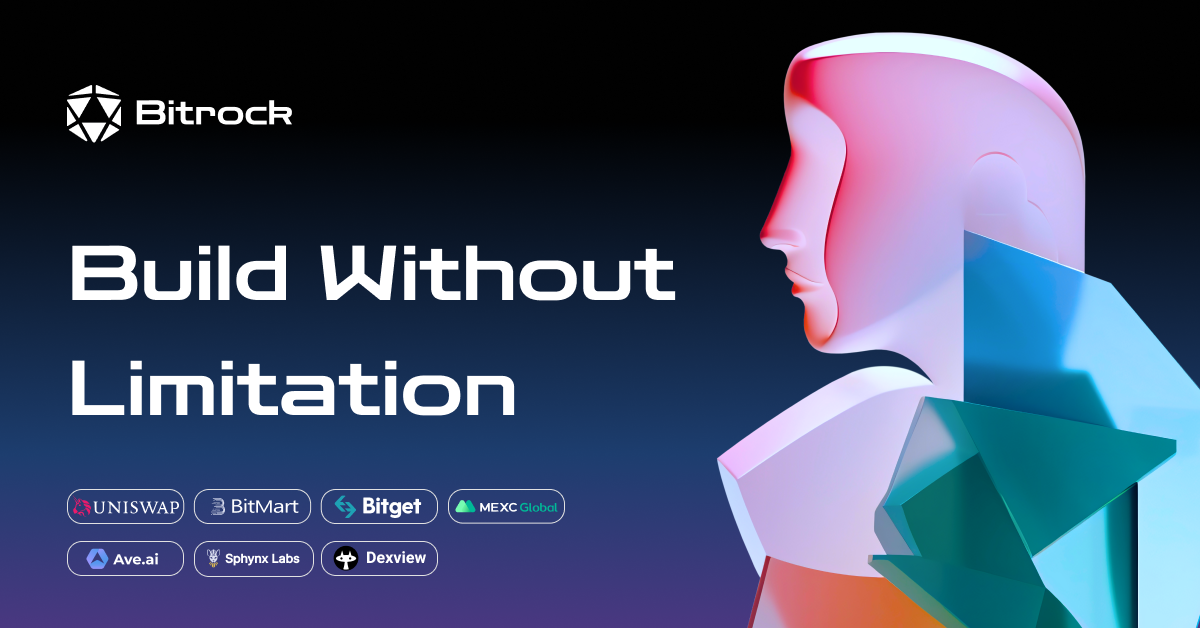 Bitrock
Build Without
Limitation
UNISWAP
BitMart
Bitget
MEXC Global
Ave.ai
Sphynx Labs
Dexview